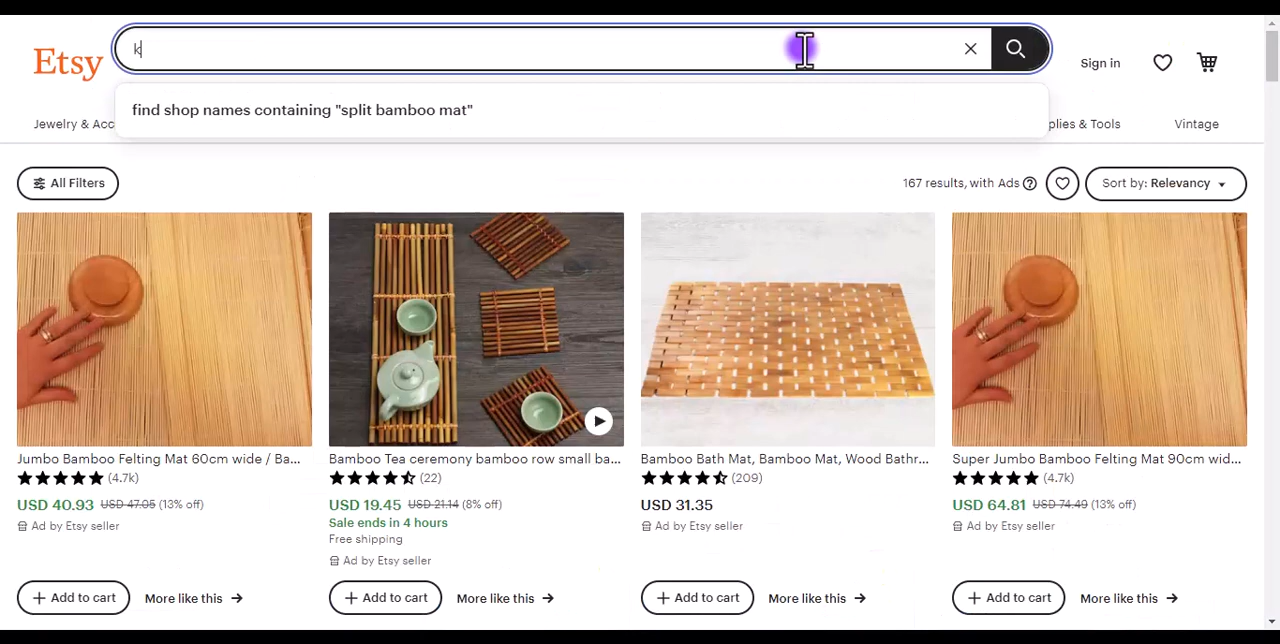 k
Etsy
Sign in
find shop names containing "split bamboo mat"
Jewelry & Acc
plies & Tools
Vintage
All Filters
167 results, with Ads
Sort by: Relevancy
Jumbo Bamboo Felting Mat 60cm wide / Ba...
(4.7k)
USD 40.93 USD 47.05 (13% off)
Ad by Etsy seller
+ Add to cart
More like this →
Bamboo Tea ceremony bamboo row small ba...
(22)
USD 19.45 USD 21.14 (8% off)
Sale ends in 4 hours
Free shipping
Ad by Etsy seller
+ Add to cart
More like this →
Bamboo Bath Mat, Bamboo Mat, Wood Bathr...
(209)
USD 31.35
Ad by Etsy seller
+ Add to cart
More like this →
Super Jumbo Bamboo Felting Mat 90cm wid...
(4.7k)
USD 64.81 USD 74.49 (13% off)
Ad by Etsy seller
+ Add to cart
More like this →